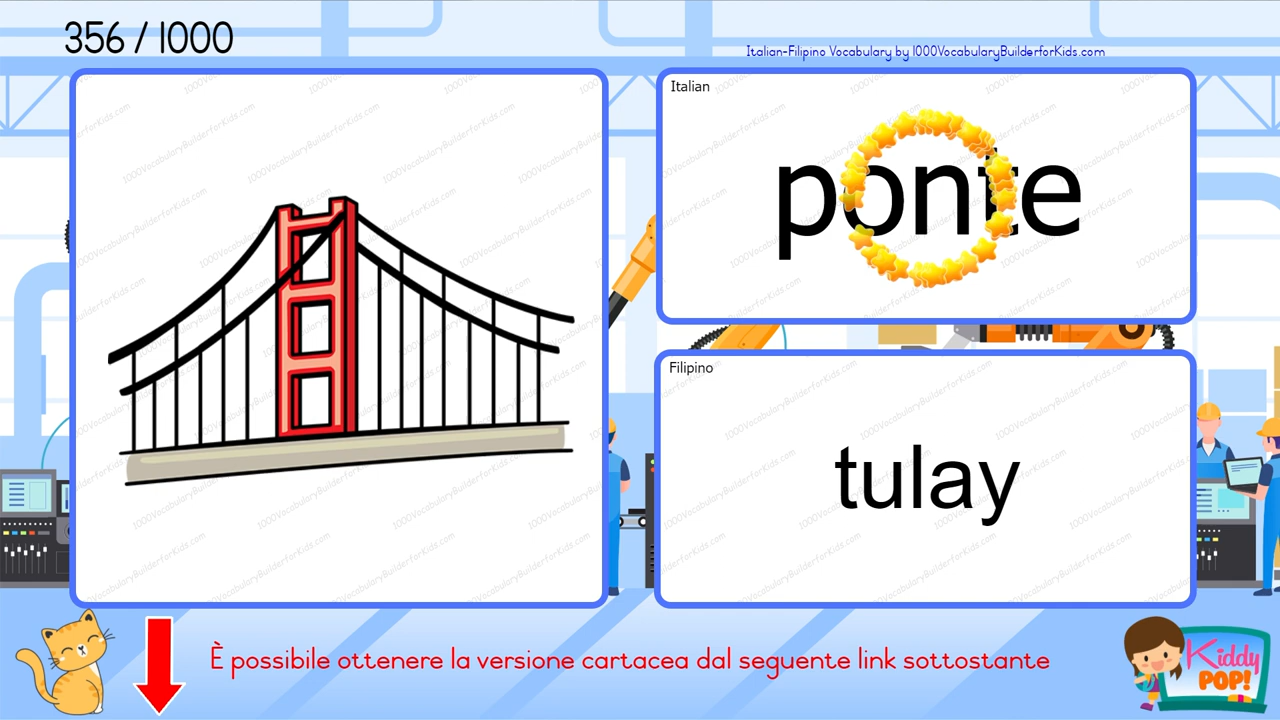 356 / 1000
Italian-Filipino Vocabulary by 1000VocabularyBuilderforKids.com
Italian
ponte
Filipino
tulay
È possibile ottenere la versione cartacea dal seguente link sottostante
Kiddy
POP!